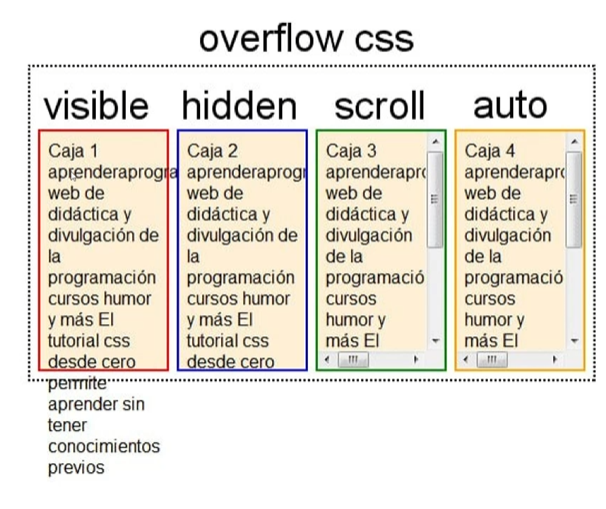 overflow css
visible
hidden
scroll
auto
Caja 1
aprenderaprogra
web de
didáctica y
divulgación de
la
programación
cursos humor
y más El
tutorial css
desde cero
permite
aprender sin
tener
conocimientos
previos
Caja 2
aprenderaprogr
web de
didáctica y
divulgación de
la
programación
cursos humor
y más El
tutorial css
desde cero
Caja 3
aprenderapro
web de
didáctica y
divulgación
de la
programació
cursos
humor y
más El
Caja 4
aprenderapro
web de
didáctica y
divulgación
de la
programació
cursos
humor y
más El